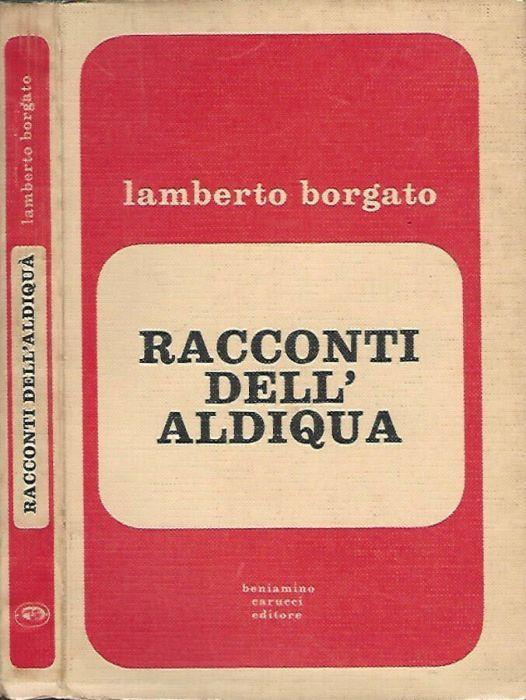 lamberto borgato
RACCONTI DELL'ALDIQUÀ
lamberto borgato
RACCONTI
DELL'
ALDIQUA
beniamino
carucci
editore